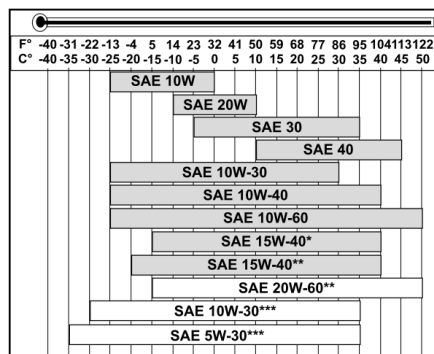 F° -40 -31 -22 -13 -4 5 14 23 32 41 50 59 68 77 86 95 104 113 122
C° -40 -35 -30 -25 -20 -15 -10 -5 0 5 10 15 20 25 30 35 40 45 50
SAE 10W
SAE 20W
SAE 30
SAE 40
SAE 10W-30
SAE 10W-40
SAE 10W-60
SAE 15W-40*
SAE 15W-40**
SAE 20W-60**
SAE 10W-30***
SAE 5W-30***